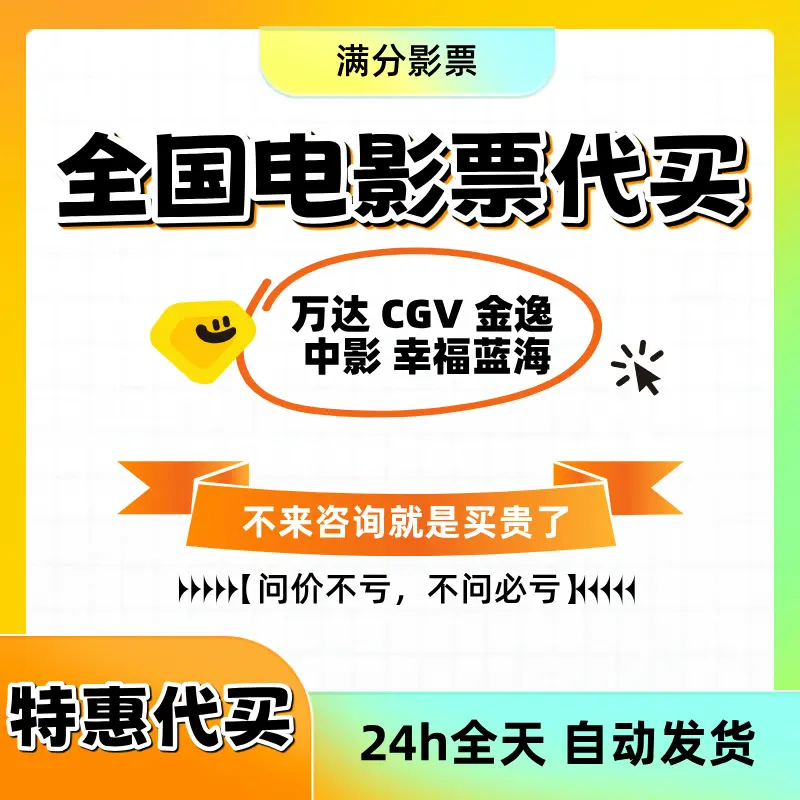 满分影票
全国电影票代买
万达 CGV 金逸
中影 幸福蓝海
不来咨询就是买贵了
【问价不亏，不问必亏】
特惠代买
24h全天 自动发货